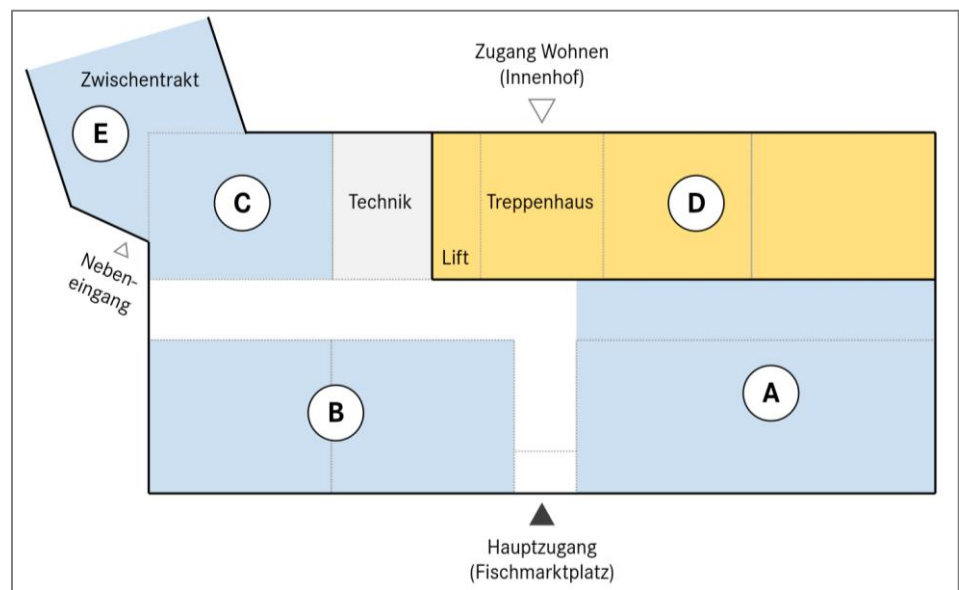 Zugang Wohnen
(Innenhof)
Zwischentrakt
E
C
Technik
Treppenhaus
D
Lift
Neben-
eingang
B
A
Hauptzugang
(Fischmarktplatz)